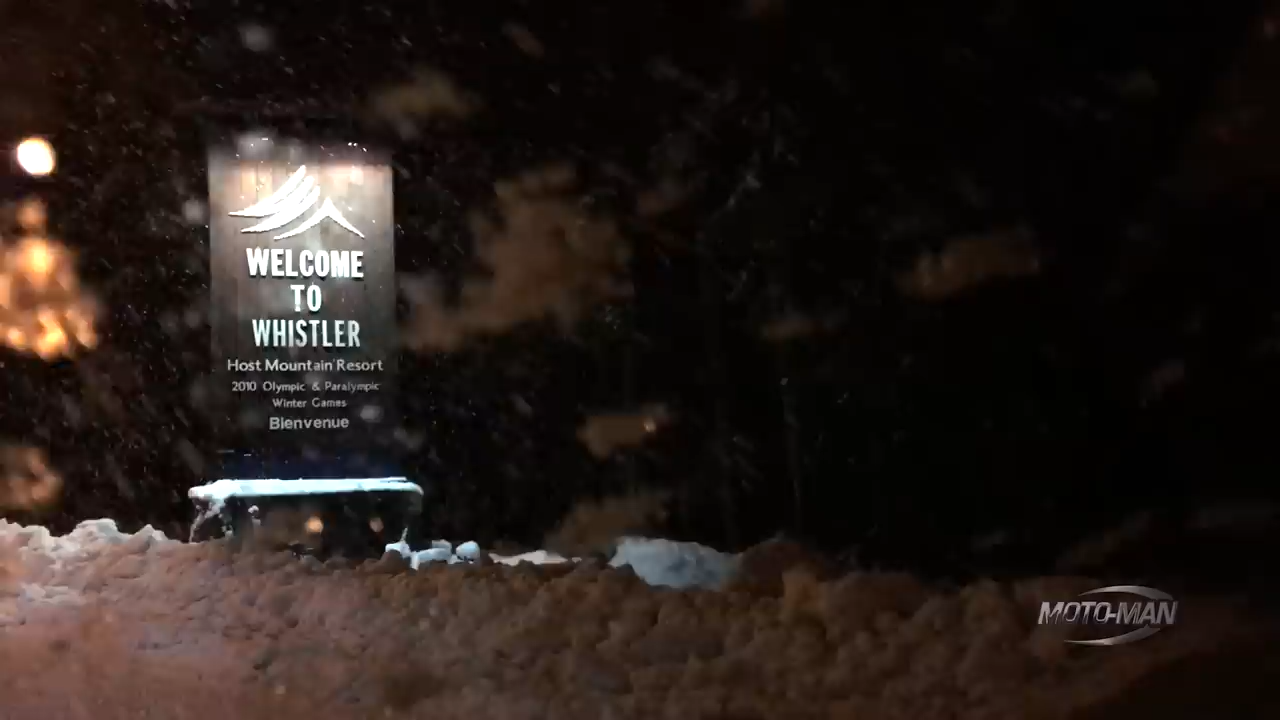 WELCOME
TO
WHISTLER
Host Mountain Resort
2010 Olympic & Paralympic
Winter Games
Bienvenue
MOTO-MAN